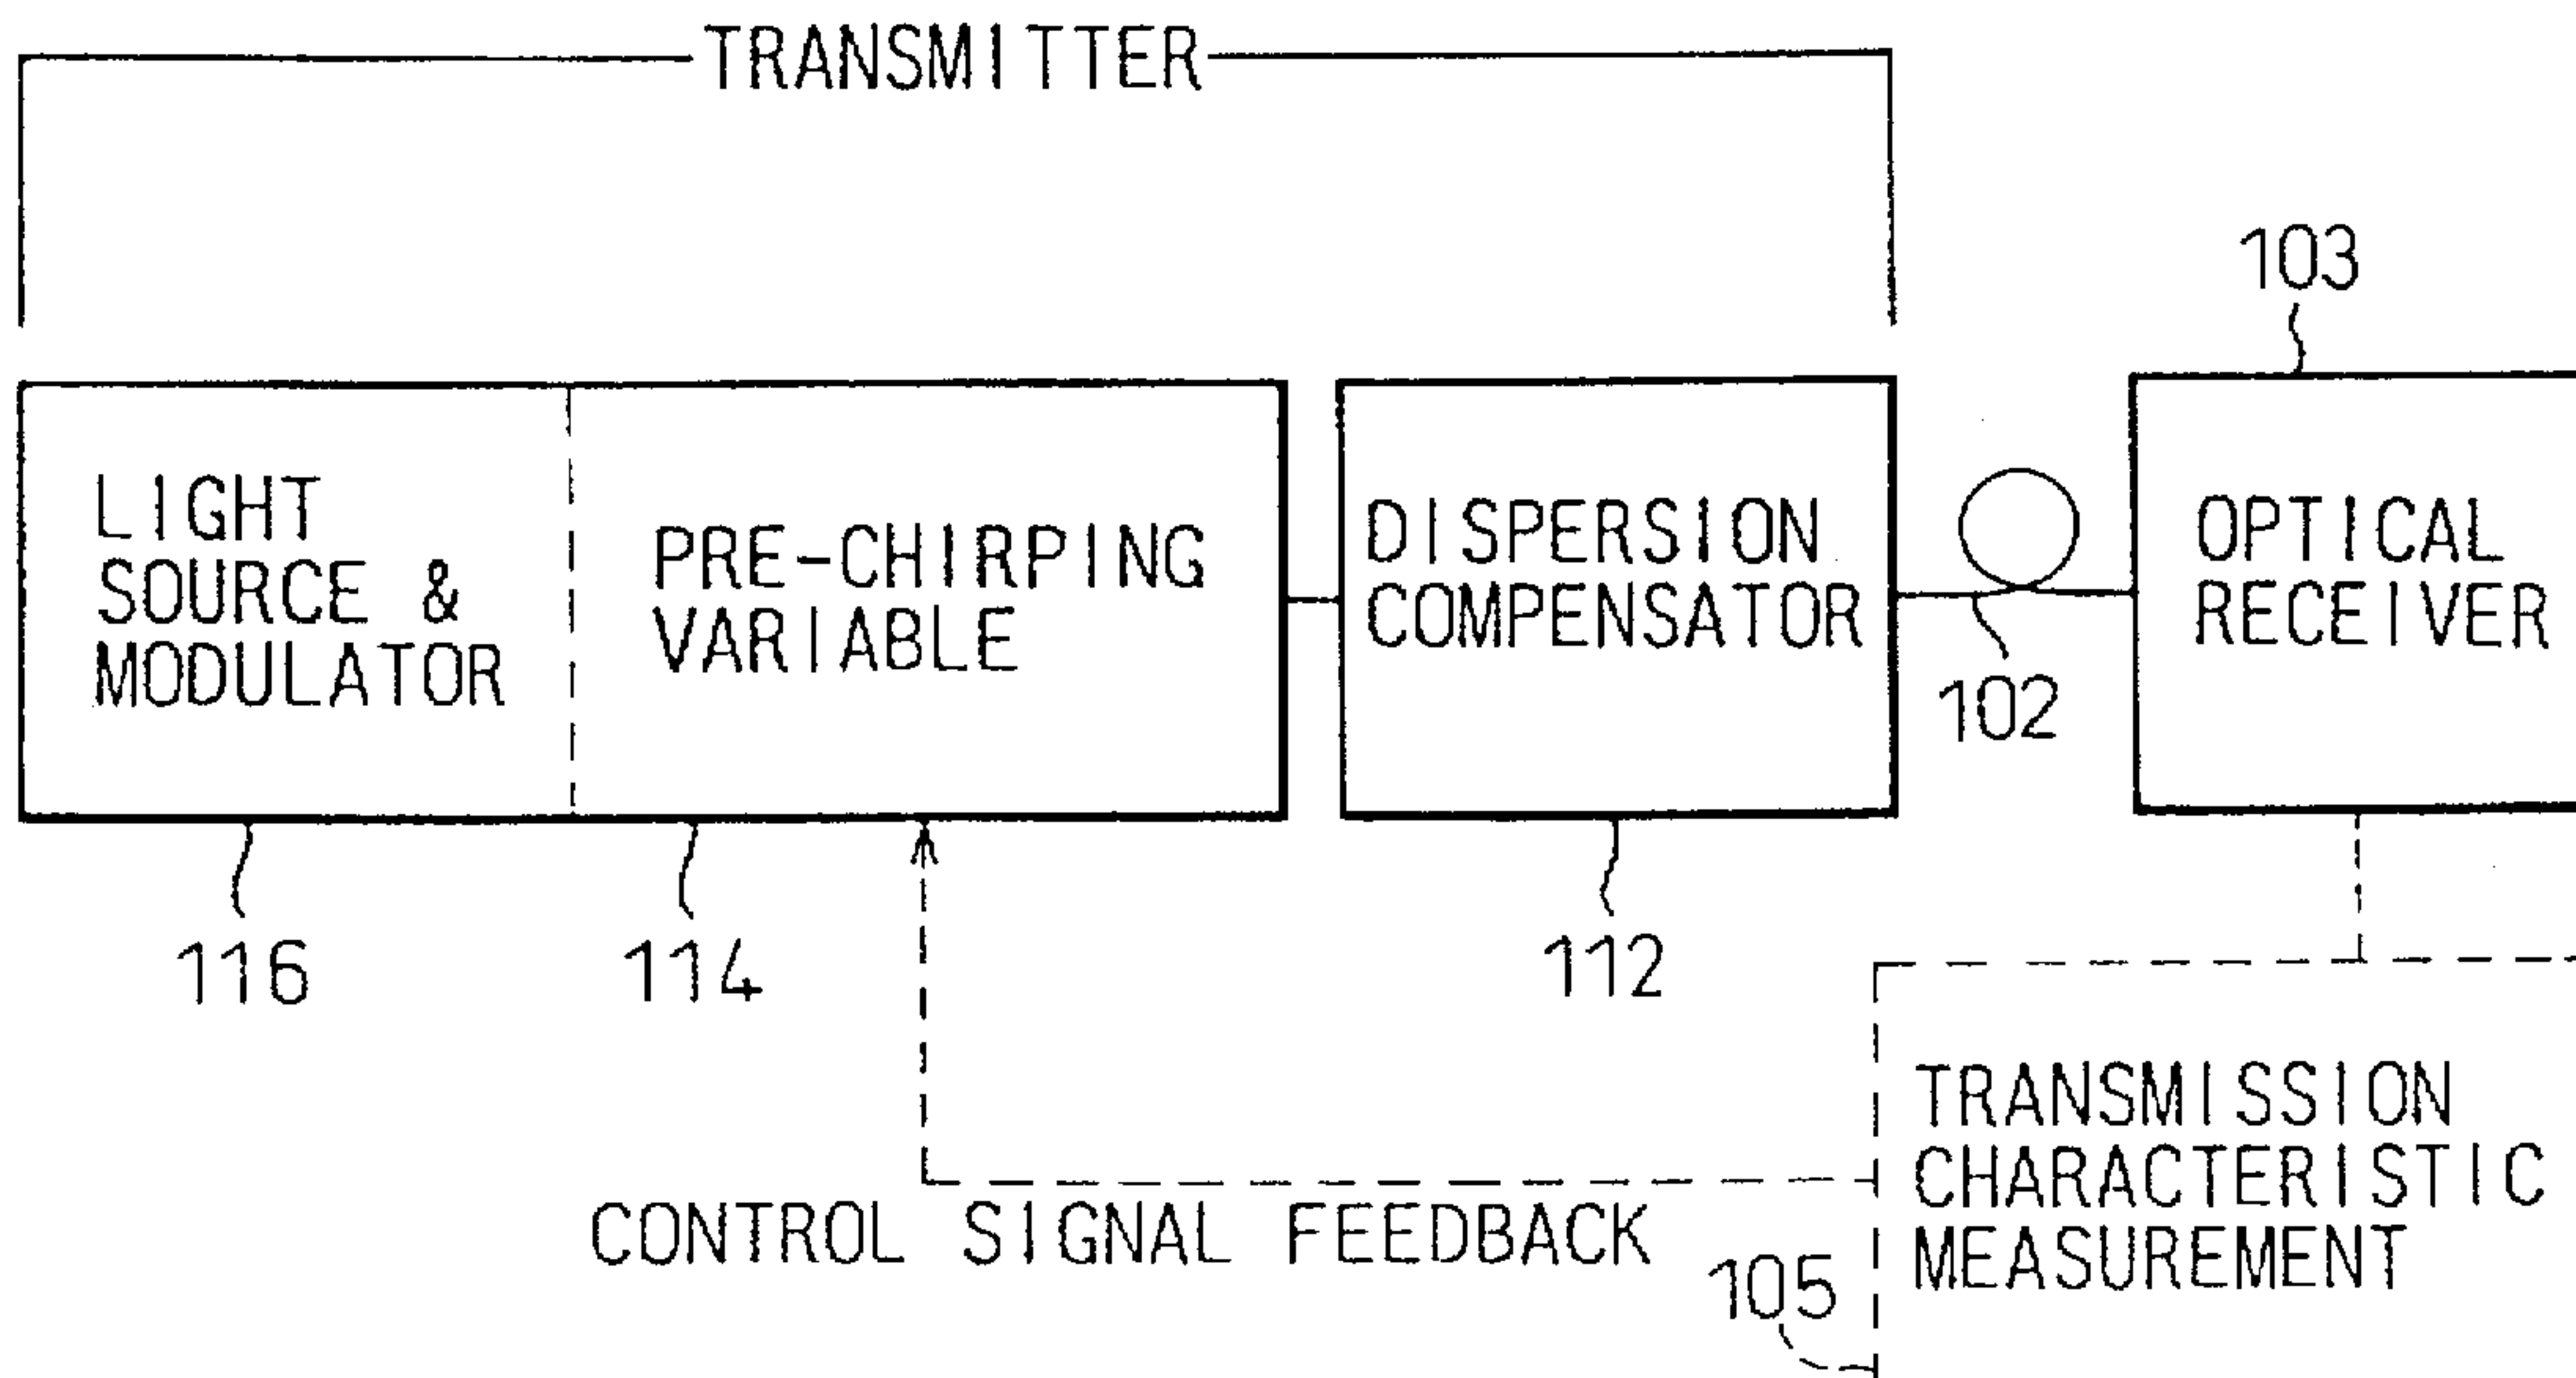 TRANSMITTER
103
LIGHT
SOURCE &
MODULATOR
PRE-CHIRPING
VARIABLE
DISPERSION
COMPENSATOR
OPTICAL
RECEIVER
102
116
114
112
TRANSMISSION
CHARACTERISTIC
MEASUREMENT
CONTROL SIGNAL FEEDBACK
105